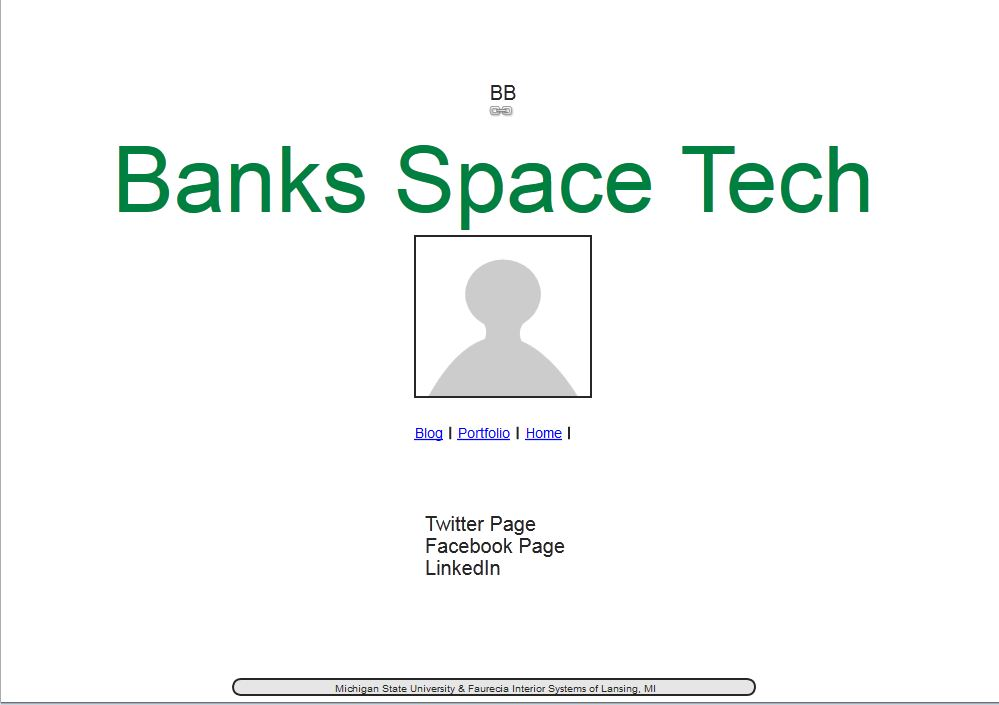 BB
Banks Space Tech
Blog | Portfolio | Home |
Twitter Page
Facebook Page
LinkedIn
Michigan State University & Faurecia Interior Systems of Lansing, MI